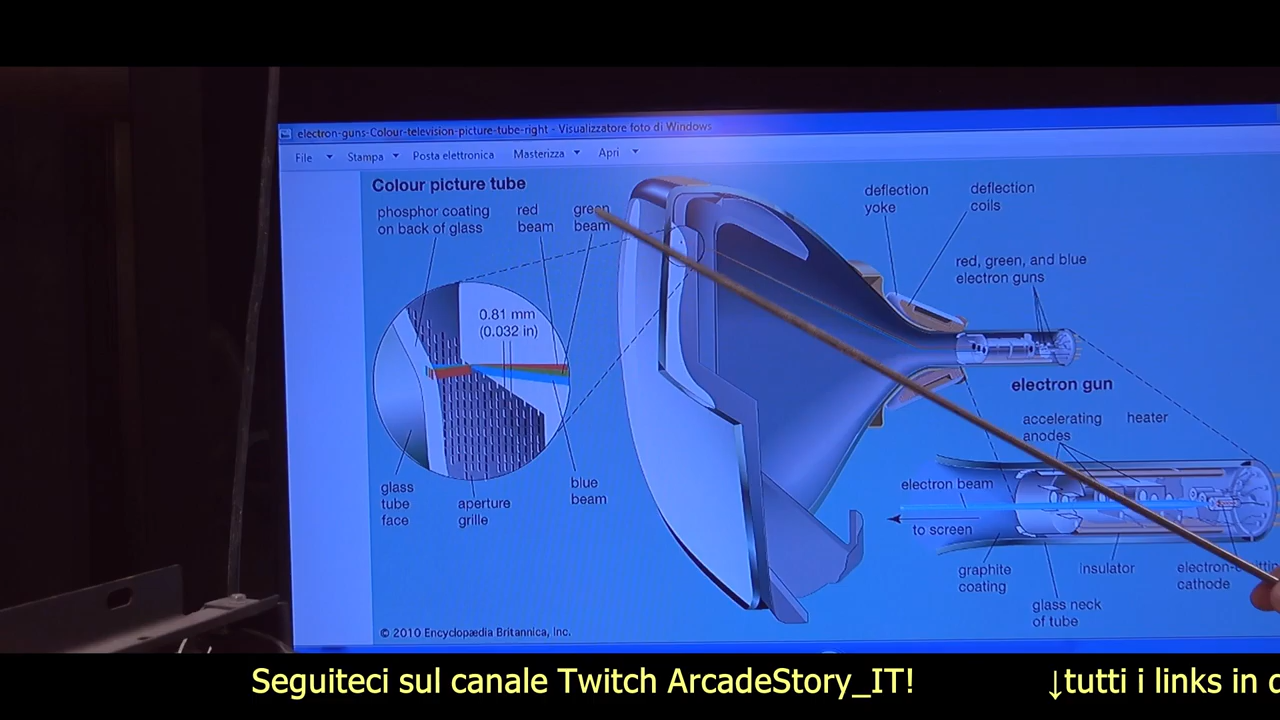 electron-guns-Colour-television-picture-tube-right - Visualizzatore foto di Windows
File Stampa Posta elettronica Masterizza Apri
Colour picture tube
phosphor coating
on back of glass
red
beam
green
beam
0.81 mm
(0.032 in)
glass
tube
face
aperture
grille
blue
beam
deflection
yoke
deflection
coils
red, green, and blue
electron guns
electron gun
accelerating
anodes
heater
electron beam
to screen
graphite
coating
insulator
cathode
glass neck
of tube
© 2010 Encyclopædia Britannica, Inc.
Seguiteci sul canale Twitch ArcadeStory_IT! ↓tutti i links in